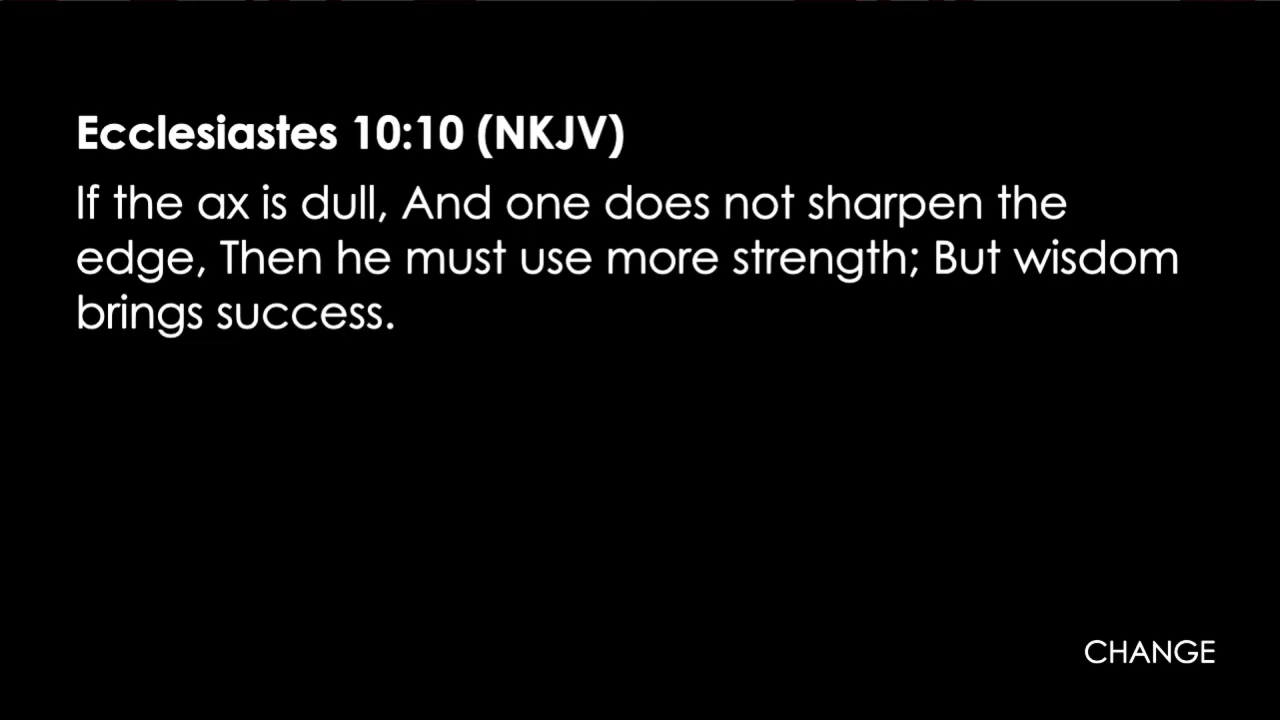 Ecclesiastes 10:10 (NKJV)
If the ax is dull, And one does not sharpen the
edge, Then he must use more strength; But wisdom
brings success.
CHANGE